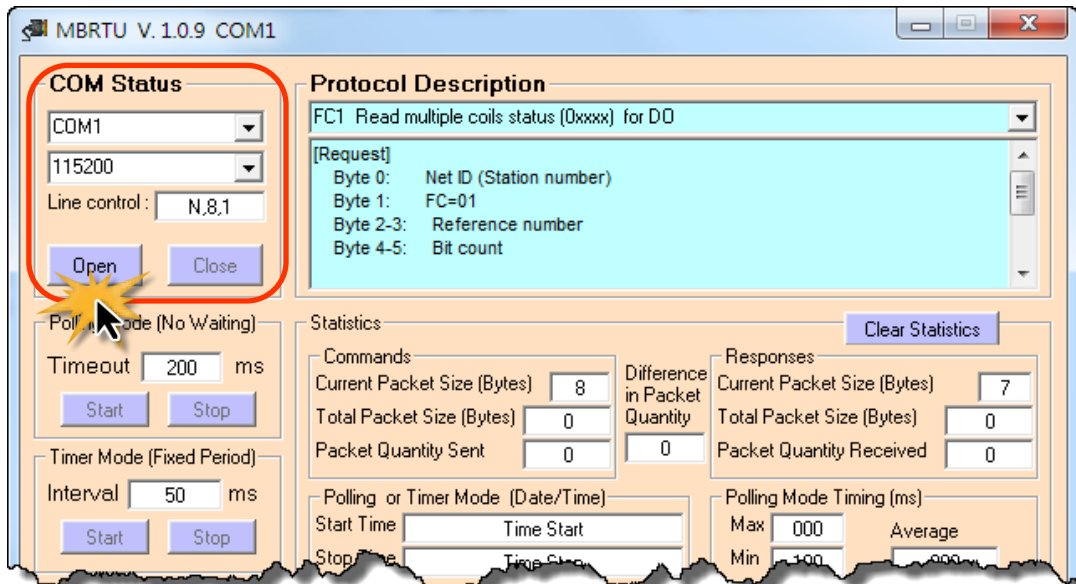 MBRTU V. 1.0.9 COM1
COM Status
COM1
115200
Line control : N,8,1
Open Close
Protocol Description
FC1 Read multiple coils status (0xxxx) for DO
[Request]
Byte 0: Net ID (Station number)
Byte 1: FC=01
Byte 2-3: Reference number
Byte 4-5: Bit count
(No Waiting)
Timeout 200 ms
Start Stop
Timer Mode (Fixed Period)
Interval 50 ms
Start Stop
Statistics
Clear Statistics
Commands
Current Packet Size (Bytes) 8
Total Packet Size (Bytes) 0
Packet Quantity Sent 0
Difference
in Packet
Quantity
0
Responses
Current Packet Size (Bytes) 7
Total Packet Size (Bytes) 0
Packet Quantity Received 0
Polling or Timer Mode (Date/Time)
Start Time Time Start
Stop Time Time Stop
Polling Mode Timing (ms)
Max 000 Average
Min 100 000